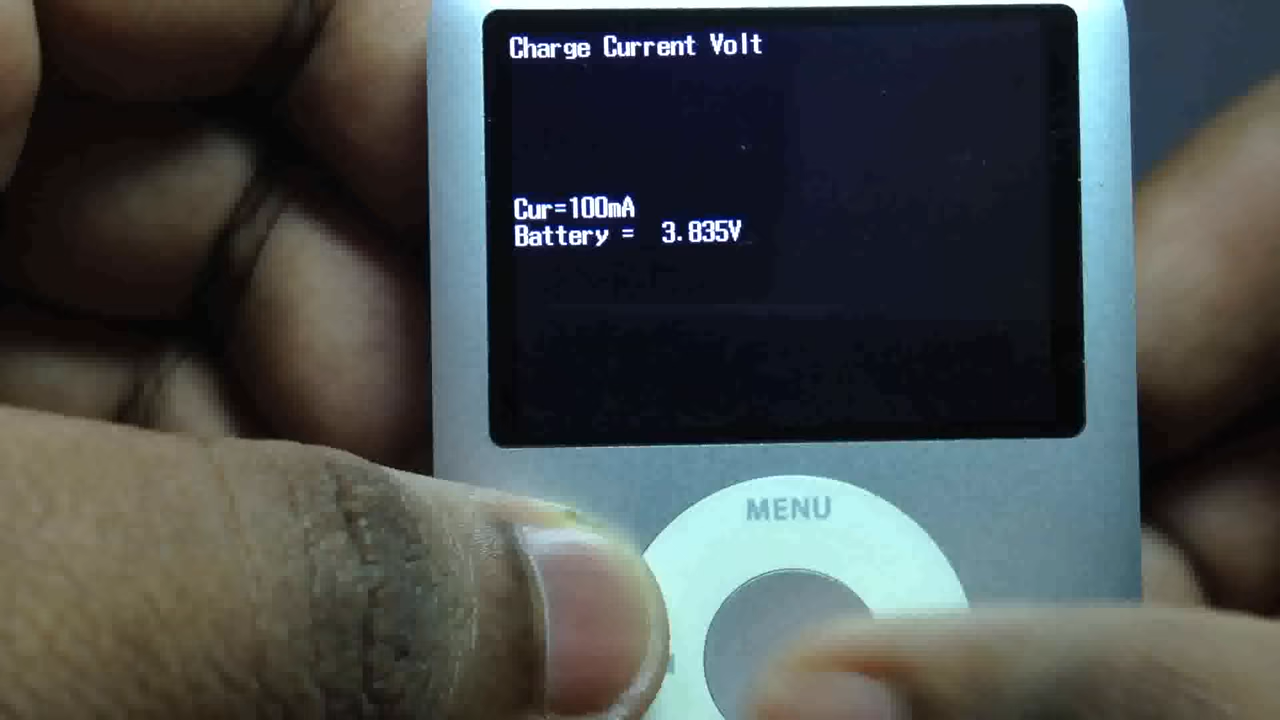 Charge Current Volt
Cur=100mA
Battery =  3.835V
MENU